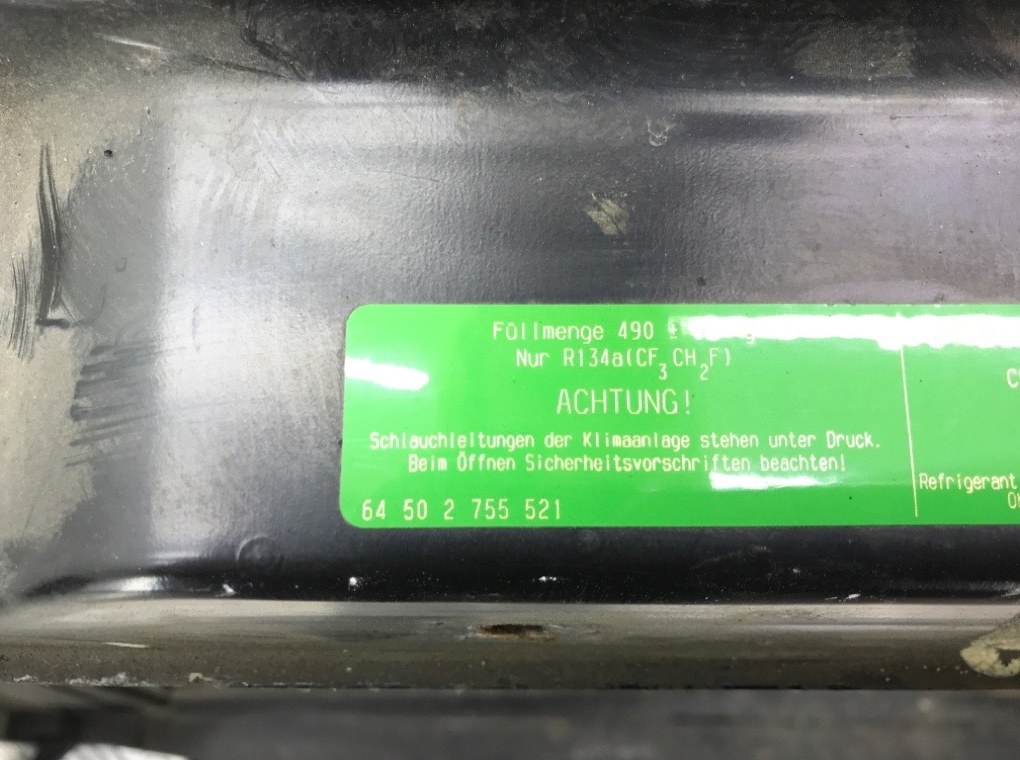 Füllmenge 490 ±
Nur R134a(CF₃CH₂F)
ACHTUNG!
Schlauchleitungen der Klimaanlage stehen unter Druck.
Beim Öffnen Sicherheitsvorschriften beachten!
64 50 2 755 521
Refrigerant